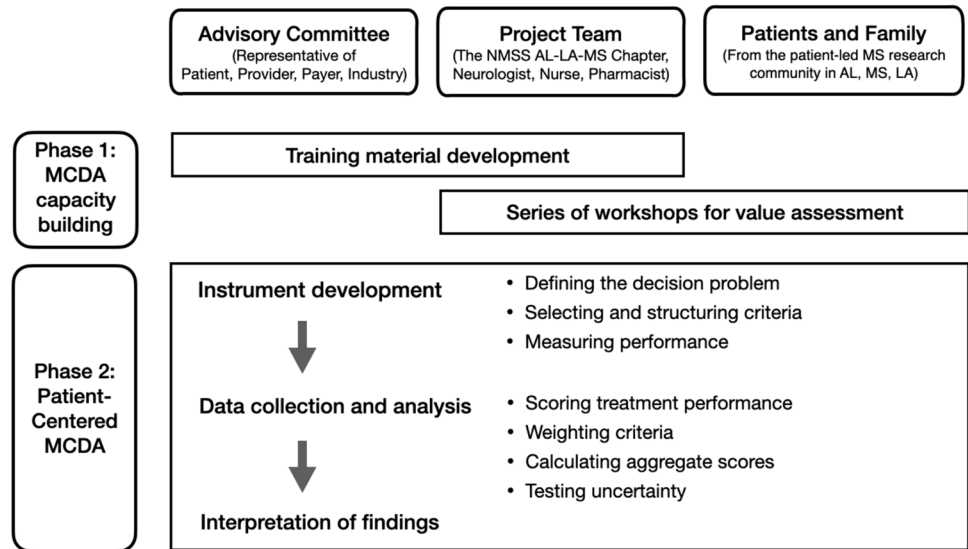 Advisory Committee
(Representative of
Patient, Provider, Payer, Industry)
Project Team
(The NMSS AL-LA-MS Chapter,
Neurologist, Nurse, Pharmacist)
Patients and Family
(From the patient-led MS research
community in AL, MS, LA)
Phase 1:
MCDA
capacity
building
Training material development
Series of workshops for value assessment
Phase 2:
Patient-
Centered
MCDA
Instrument development
• Defining the decision problem
• Selecting and structuring criteria
• Measuring performance
Data collection and analysis
• Scoring treatment performance
• Weighting criteria
• Calculating aggregate scores
• Testing uncertainty
Interpretation of findings